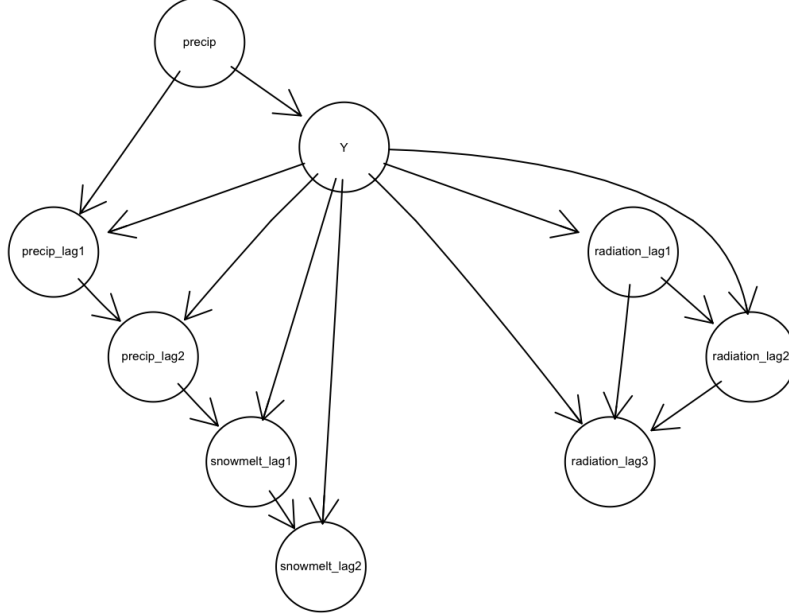 precip
Y
precip_lag1
radiation_lag1
precip_lag2
radiation_lag2
snowmelt_lag1
radiation_lag3
snowmelt_lag2